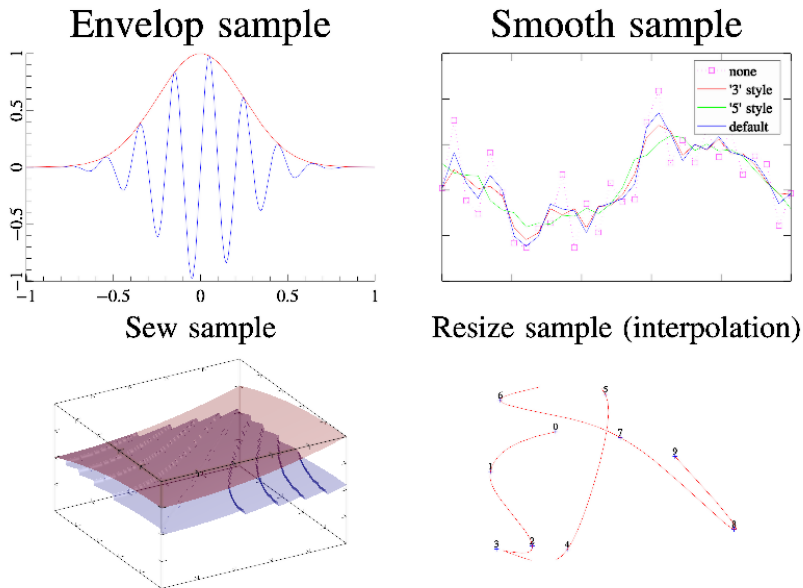 Envelop sample
Smooth sample
1
0.5
0
−0.5
−1
−1
−0.5
0
0.5
1
none
'3' style
'5' style
default
Sew sample
Resize sample (interpolation)
6
5
0
7
9
1
8
3
2
4